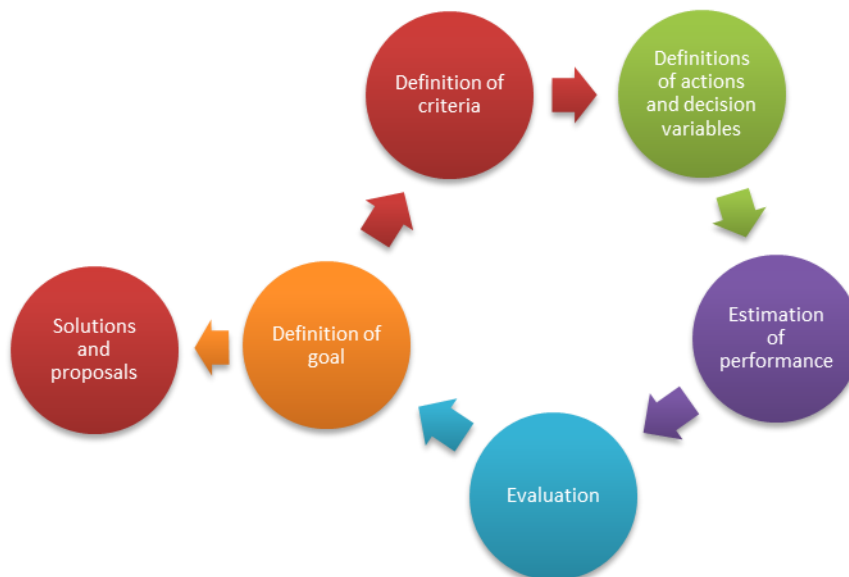 Definition of
criteria
Definitions
of actions
and decision
variables
Estimation
of
performance
Evaluation
Definition of
goal
Solutions
and
proposals